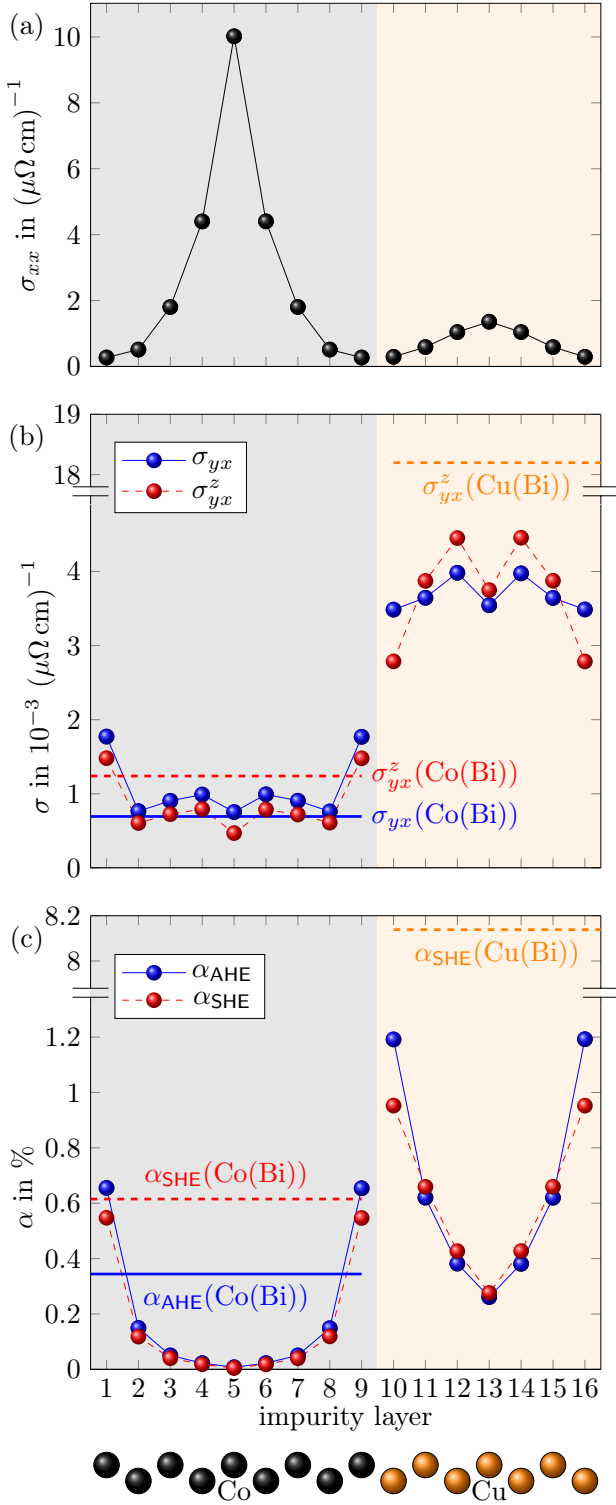 (a)
10
8
6
4
2
0
σ_xx in (μΩ cm)^−1
(b)
19
18
4
3
2
1
0
σ in 10^−3 (μΩ cm)^−1
σ_yx
σ^z_yx
σ^z_yx(Cu(Bi))
σ^z_yx(Co(Bi))
σ_yx(Co(Bi))
(c)
8.2
8
1.2
1
0.8
0.6
0.4
0.2
0
α in %
α_AHE
α_SHE
α_SHE(Cu(Bi))
α_SHE(Co(Bi))
α_AHE(Co(Bi))
1 2 3 4 5 6 7 8 9 10 11 12 13 14 15 16
impurity layer
Co Cu